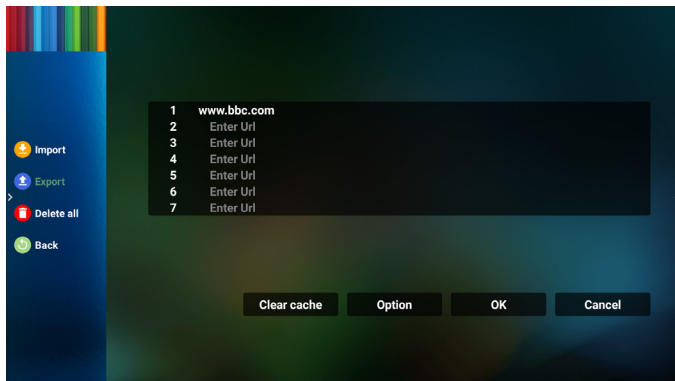 Import
Export
Delete all
Back
1 www.bbc.com
2 Enter Url
3 Enter Url
4 Enter Url
5 Enter Url
6 Enter Url
7 Enter Url
Clear cache Option OK Cancel